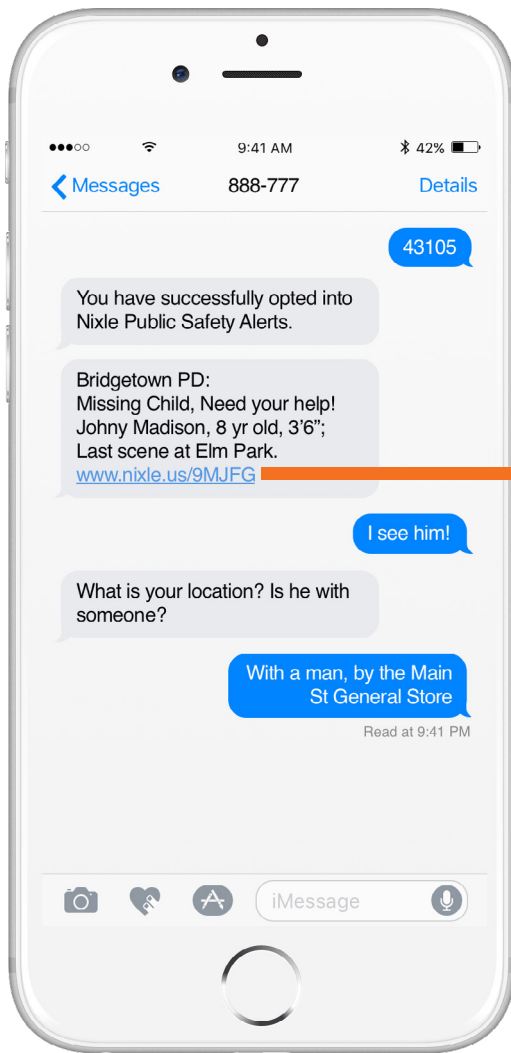 9:41 AM
42%
Messages
888-777
Details
43105
You have successfully opted into
Nixle Public Safety Alerts.
Bridgetown PD:
Missing Child, Need your help!
Johny Madison, 8 yr old, 3’6”;
Last scene at Elm Park.
www.nixle.us/9MJFG
I see him!
What is your location? Is he with
someone?
With a man, by the Main
St General Store
Read at 9:41 PM
iMessage